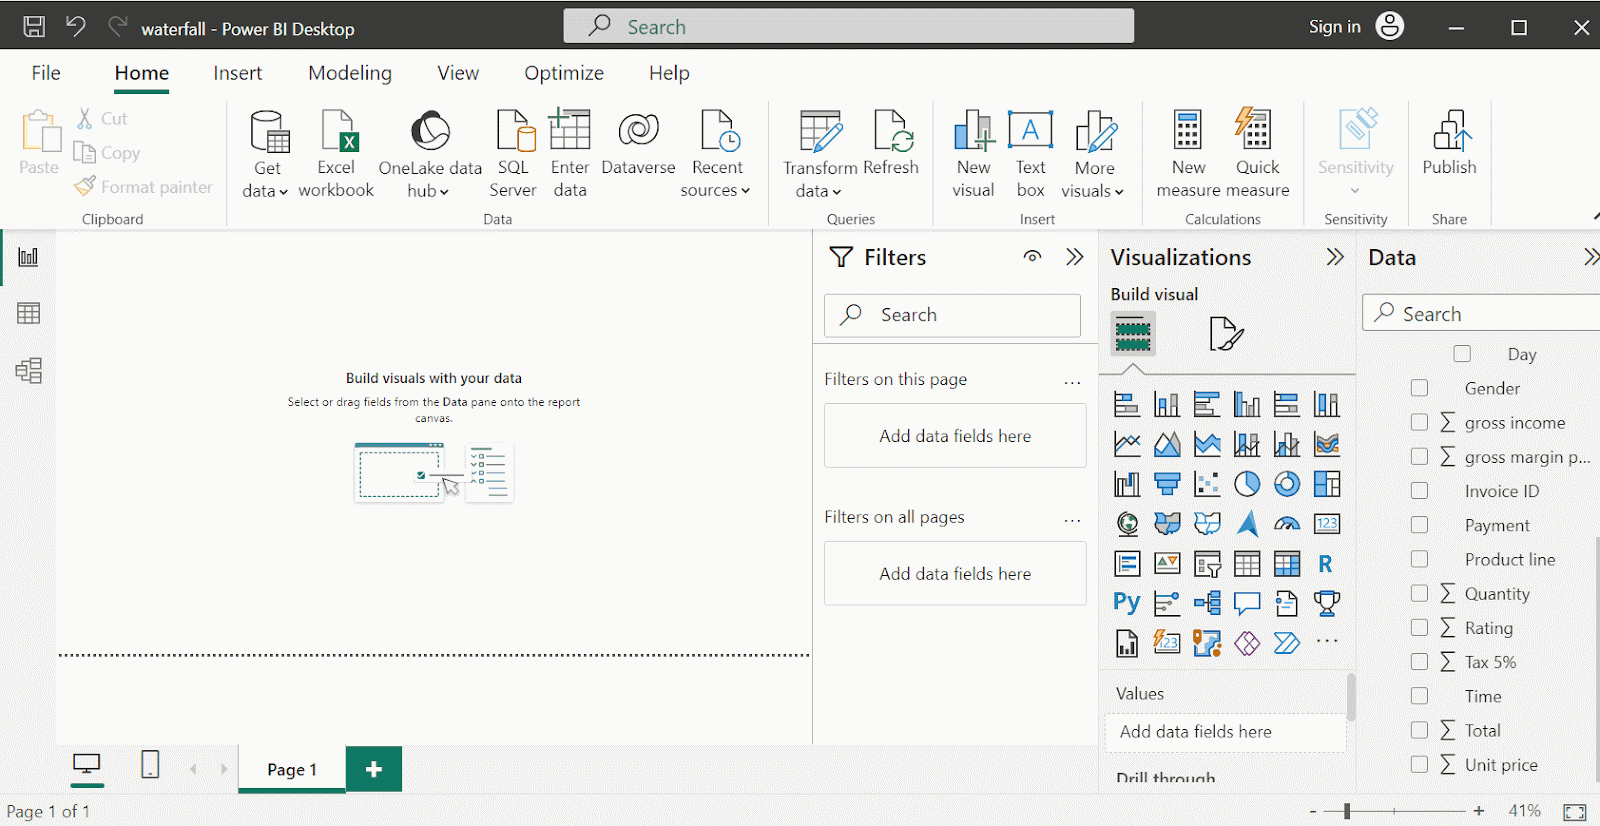 waterfall - Power BI Desktop
Search
Sign in
File
Home
Insert
Modeling
View
Optimize
Help
Paste
Cut
Copy
Format painter
Clipboard
Get
data
Excel
workbook
OneLake data
hub
SQL
Server
Enter
data
Dataverse
Recent
sources
Data
Transform
data
Refresh
Queries
New
visual
A
Text
box
More
visuals
Insert
New
measure
Quick
measure
Calculations
Sensitivity
Sensitivity
Publish
Share
Build visuals with your data
Select or drag fields from the Data pane onto the report
canvas.
Filters
Search
Filters on this page
...
Add data fields here
Filters on all pages
...
Add data fields here
Visualizations
Build visual
123
R
Py
123
...
Values
Add data fields here
Drill through
Data
Search
Day
Gender
∑ gross income
∑ gross margin p...
Invoice ID
Payment
Product line
∑ Quantity
∑ Rating
∑ Tax 5%
Time
∑ Total
∑ Unit price
Page 1
+
Page 1 of 1
- +
41%